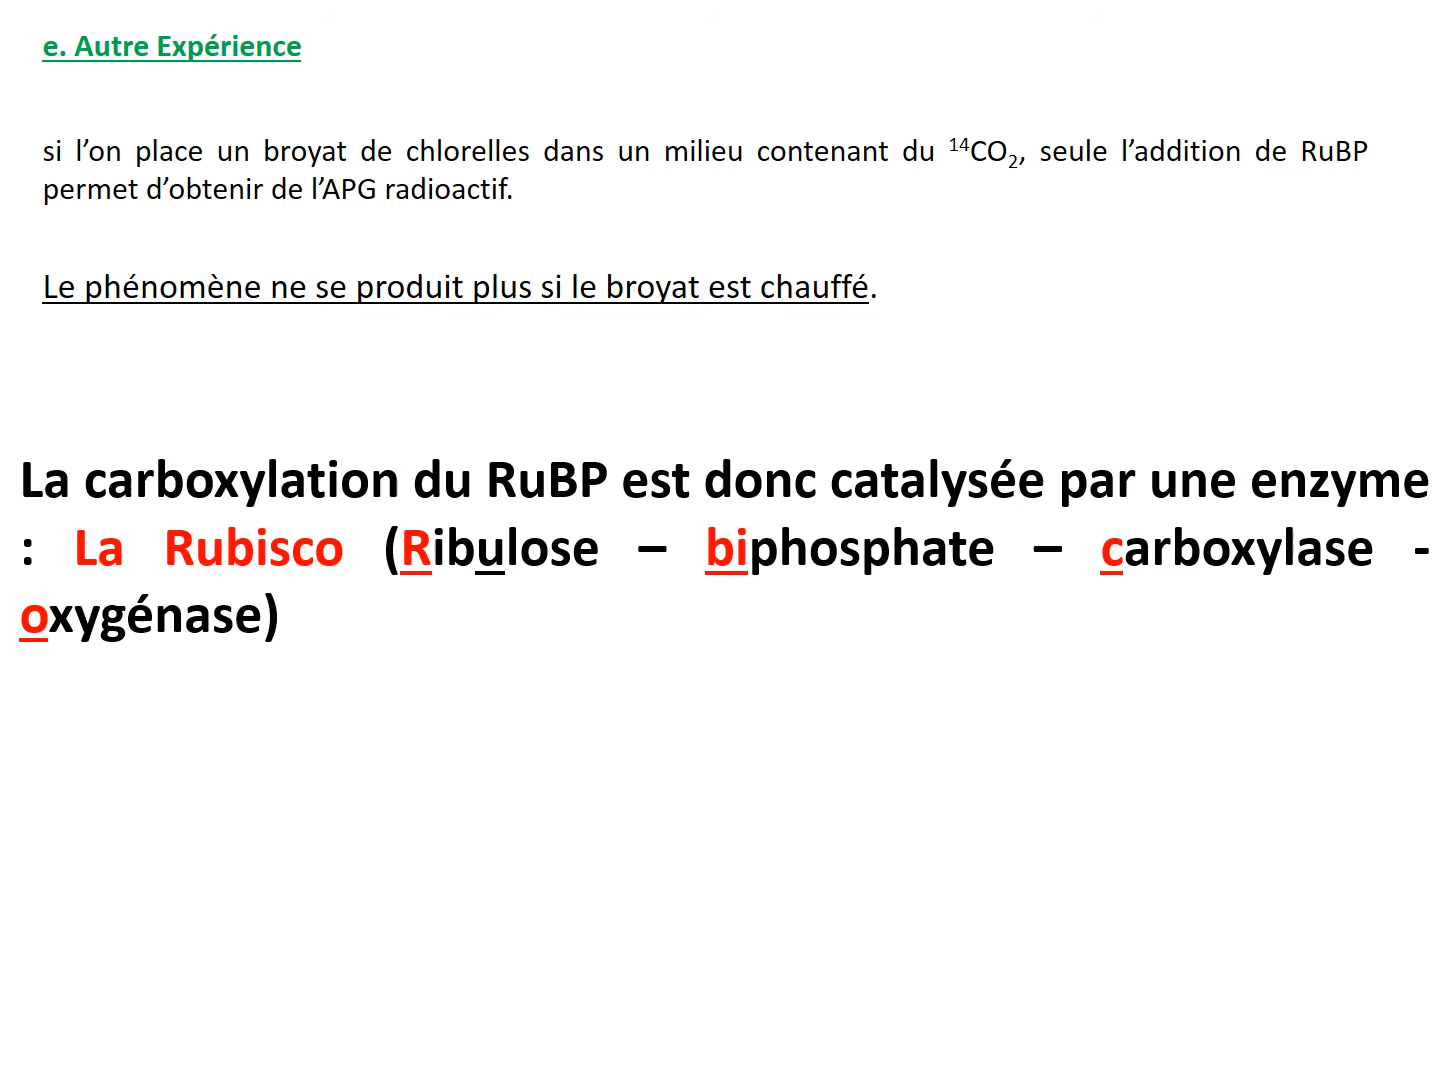 e. Autre Expérience
si l’on place un broyat de chlorelles dans un milieu contenant du ¹⁴CO₂, seule l’addition de RuBP
permet d’obtenir de l’APG radioactif.
Le phénomène ne se produit plus si le broyat est chauffé.
La carboxylation du RuBP est donc catalysée par une enzyme
: La Rubisco (Ribulose – biphosphate – carboxylase -
oxygénase)